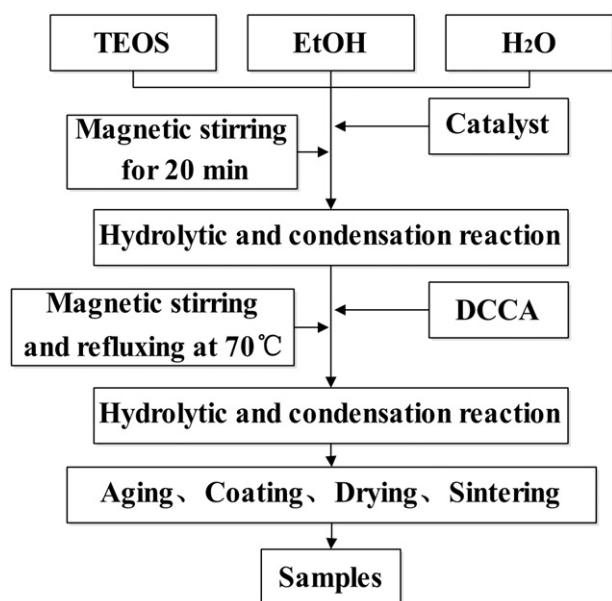 TEOS
EtOH
H₂O
Catalyst
Magnetic stirring
for 20 min
Hydrolytic and condensation reaction
DCCA
Magnetic stirring
and refluxing at 70℃
Hydrolytic and condensation reaction
Aging、Coating、Drying、Sintering
Samples